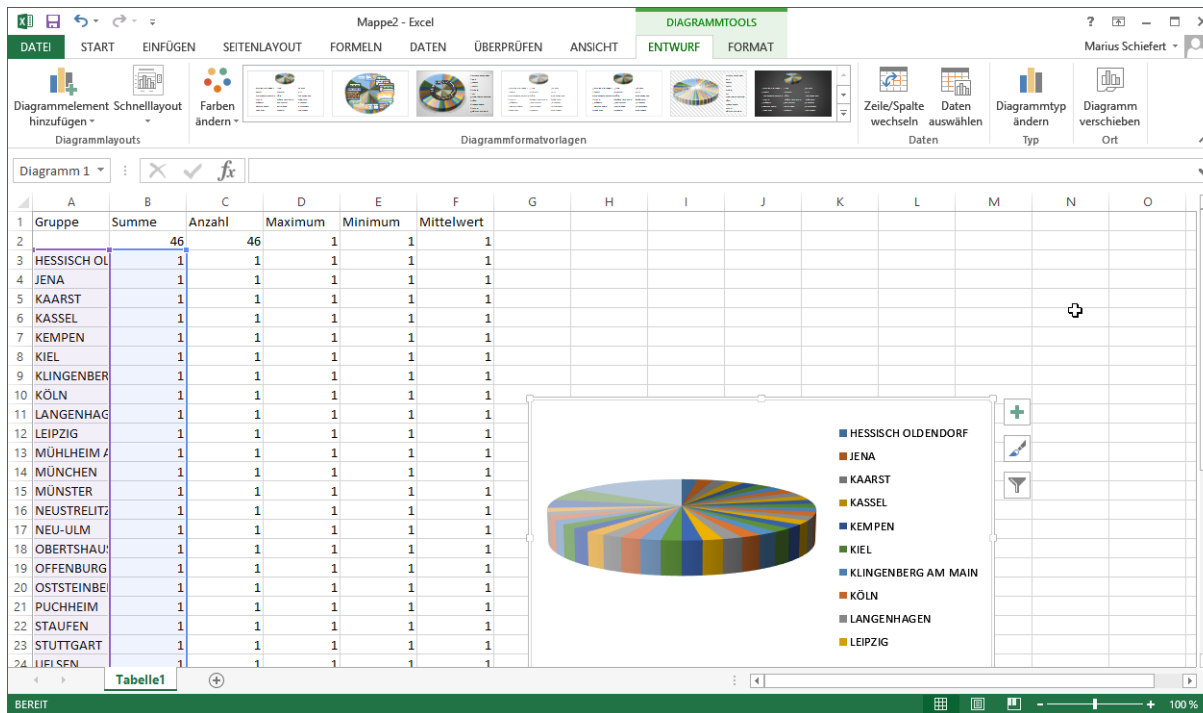 Mappe2 - Excel
DIAGRAMMTOOLS
?
DATEI START EINFÜGEN SEITENLAYOUT FORMELN DATEN ÜBERPRÜFEN ANSICHT ENTWURF FORMAT
Marius Schiefert
Diagrammelement hinzufügen
Schnelllayout
Farben ändern
Zeile/Spalte wechseln
Daten auswählen
Diagrammtyp ändern
Diagramm verschieben
Diagrammlayouts Diagrammformatvorlagen Daten Typ Ort
Diagramm 1 fx
A B C D E F G H I J K L M N O
1 Gruppe Summe Anzahl Maximum Minimum Mittelwert
2 46 46 1 1 1
3 HESSISCH OL 1 1 1 1 1
4 JENA 1 1 1 1 1
5 KAARST 1 1 1 1 1
6 KASSEL 1 1 1 1 1
7 KEMPEN 1 1 1 1 1
8 KIEL 1 1 1 1 1
9 KLINGENBER 1 1 1 1 1
10 KÖLN 1 1 1 1 1
11 LANGENHAG 1 1 1 1 1
12 LEIPZIG 1 1 1 1 1
13 MÜHLHEIM A 1 1 1 1 1
14 MÜNCHEN 1 1 1 1 1
15 MÜNSTER 1 1 1 1 1
16 NEUSTRELITZ 1 1 1 1 1
17 NEU-ULM 1 1 1 1 1
18 OBERTSHAUS 1 1 1 1 1
19 OFFENBURG 1 1 1 1 1
20 OSTSTEINBE 1 1 1 1 1
21 PUCHHEIM 1 1 1 1 1
22 STAUFEN 1 1 1 1 1
23 STUTTGART 1 1 1 1 1
24 UELSEN 1 1 1 1 1
HESSISCH OLDENDORF
JENA
KAARST
KASSEL
KEMPEN
KIEL
KLINGENBERG AM MAIN
KÖLN
LANGENHAGEN
LEIPZIG
Tabelle1
BEREIT
100 %